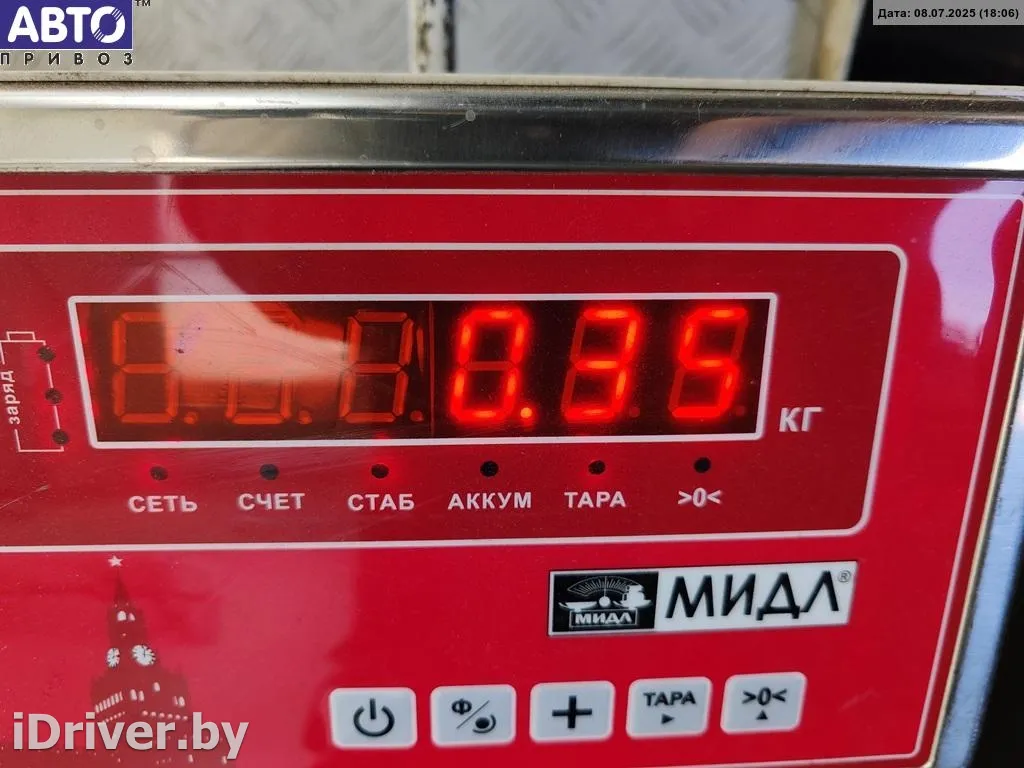 АВТО™
ПРИВОЗ
Дата: 08.07.2025 (18:06)
заряд
0.35 КГ
СЕТЬ СЧЕТ СТАБ АККУМ ТАРА >0<
МИДЛ МИДЛ®
Ф ТАРА >0<
iDriver.by